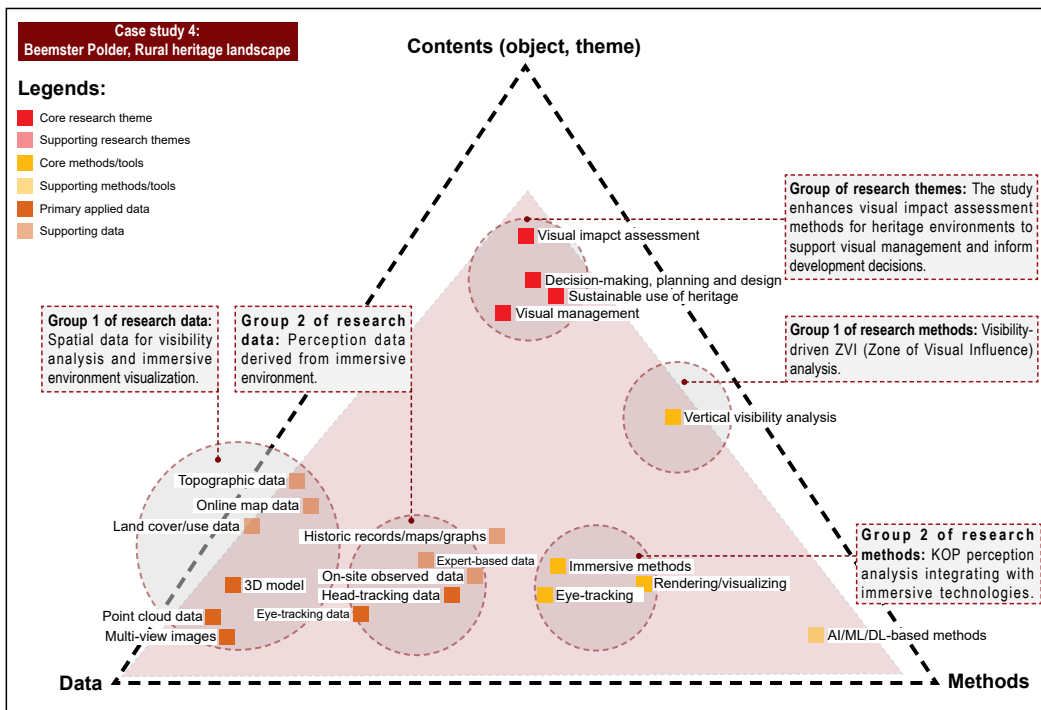 Case study 4:
Beemster Polder, Rural heritage landscape
Contents (object, theme)
Legends:
Core research theme
Supporting research themes
Core methods/tools
Supporting methods/tools
Primary applied data
Supporting data
Group of research themes: The
study enhances visual impact assessment
methods for heritage environments to
support visual management and inform
development decisions.
Visual imapct assessment
Decision-making, planning and design
Sustainable use of heritage
Visual management
Group 1 of research data:
Spatial data for visibility
analysis and immersive
environment visualization.
Group 2 of research
data: Perception data
derived from immersive
environment.
Group 1 of research methods: Visibility-
driven ZVI (Zone of Visual Influence)
analysis.
Vertical visibility analysis
Topographic data
Online map data
Land cover/use data
3D model
Point cloud data
Multi-view images
Historic records/maps/graphs
Expert-based data
On-site observed data
Head-tracking data
Eye-tracking data
Immersive methods
Rendering/visualizing
Eye-tracking
Group 2 of research
methods: KOP perception
analysis integrating with
immersive technologies.
AI/ML/DL-based methods
Data
Methods